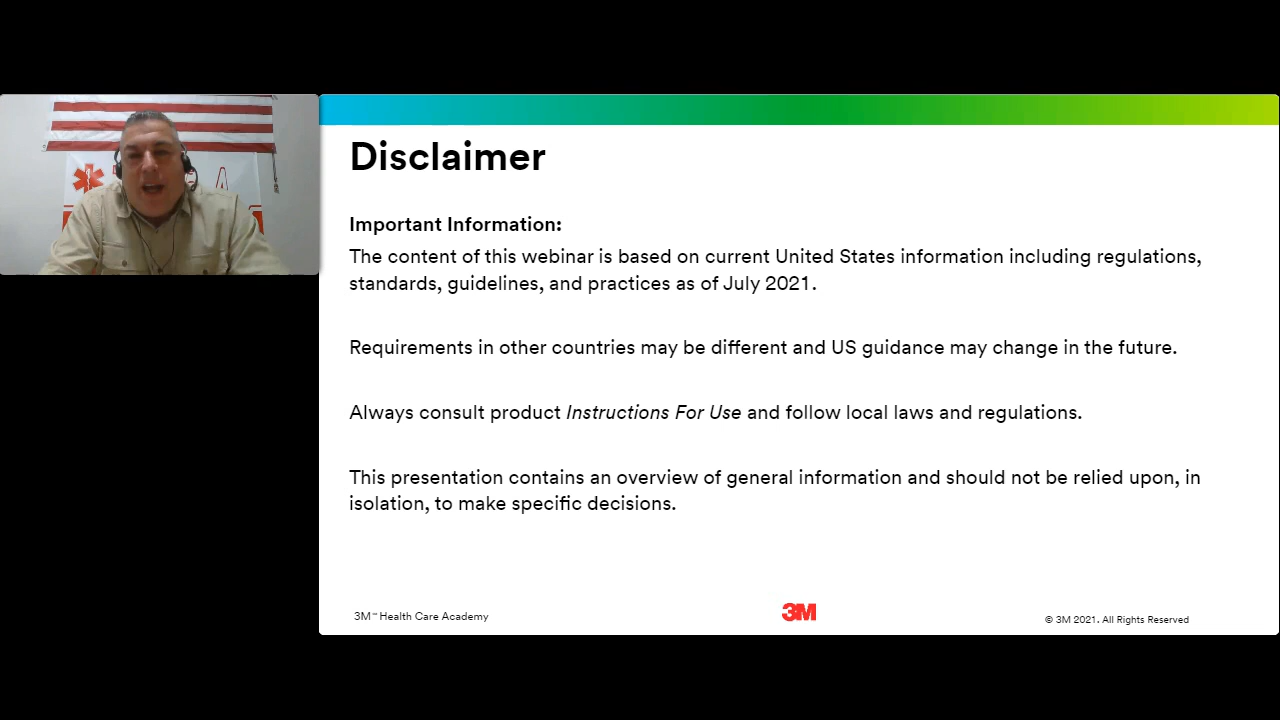 Disclaimer
Important Information:
The content of this webinar is based on current United States information including regulations,
standards, guidelines, and practices as of July 2021.
Requirements in other countries may be different and US guidance may change in the future.
Always consult product Instructions For Use and follow local laws and regulations.
This presentation contains an overview of general information and should not be relied upon, in
isolation, to make specific decisions.
3M™ Health Care Academy
3M
© 3M 2021. All Rights Reserved